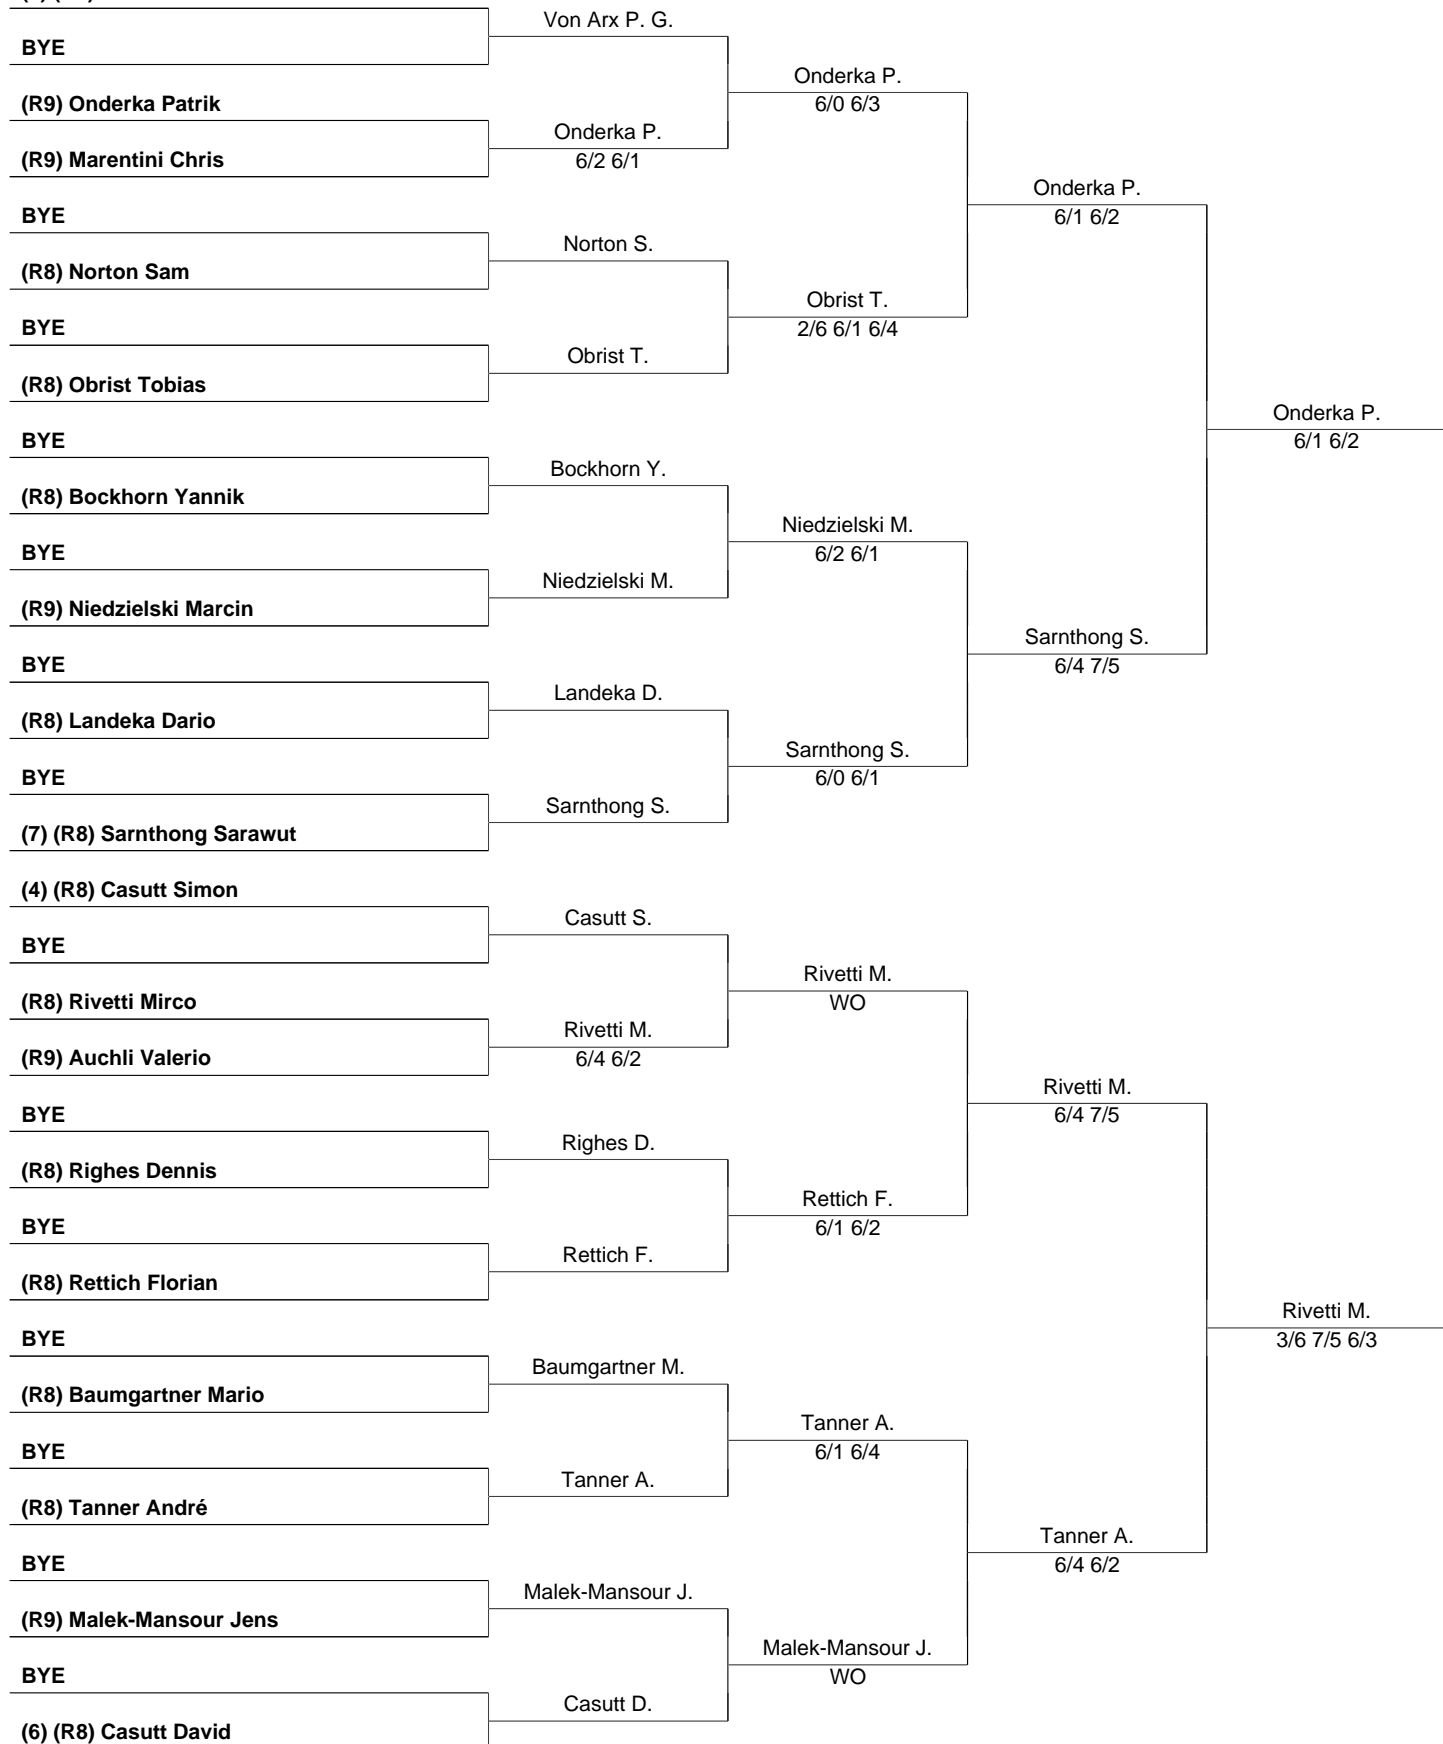 BYE
(R9) Onderka Patrik
(R9) Marentini Chris
BYE
(R8) Norton Sam
BYE
(R8) Obrist Tobias
BYE
(R8) Bockhorn Yannik
BYE
(R9) Niedzielski Marcin
BYE
(R8) Landeka Dario
BYE
(7) (R8) Sarnthong Sarawut
(4) (R8) Casutt Simon
BYE
(R8) Rivetti Mirco
(R9) Auchli Valerio
BYE
(R8) Righes Dennis
BYE
(R8) Rettich Florian
BYE
(R8) Baumgartner Mario
BYE
(R8) Tanner André
BYE
(R9) Malek-Mansour Jens
BYE
(6) (R8) Casutt David
Von Arx P. G.
Onderka P.
6/2 6/1
Norton S.
Obrist T.
Bockhorn Y.
Niedzielski M.
Landeka D.
Sarnthong S.
Casutt S.
Rivetti M.
6/4 6/2
Righes D.
Rettich F.
Baumgartner M.
Tanner A.
Malek-Mansour J.
Casutt D.
Onderka P.
6/0 6/3
Obrist T.
2/6 6/1 6/4
Niedzielski M.
6/2 6/1
Sarnthong S.
6/0 6/1
Rivetti M.
WO
Rettich F.
6/1 6/2
Tanner A.
6/1 6/4
Malek-Mansour J.
WO
Onderka P.
6/1 6/2
Sarnthong S.
6/4 7/5
Rivetti M.
6/4 7/5
Tanner A.
6/4 6/2
Onderka P.
6/1 6/2
Rivetti M.
3/6 7/5 6/3